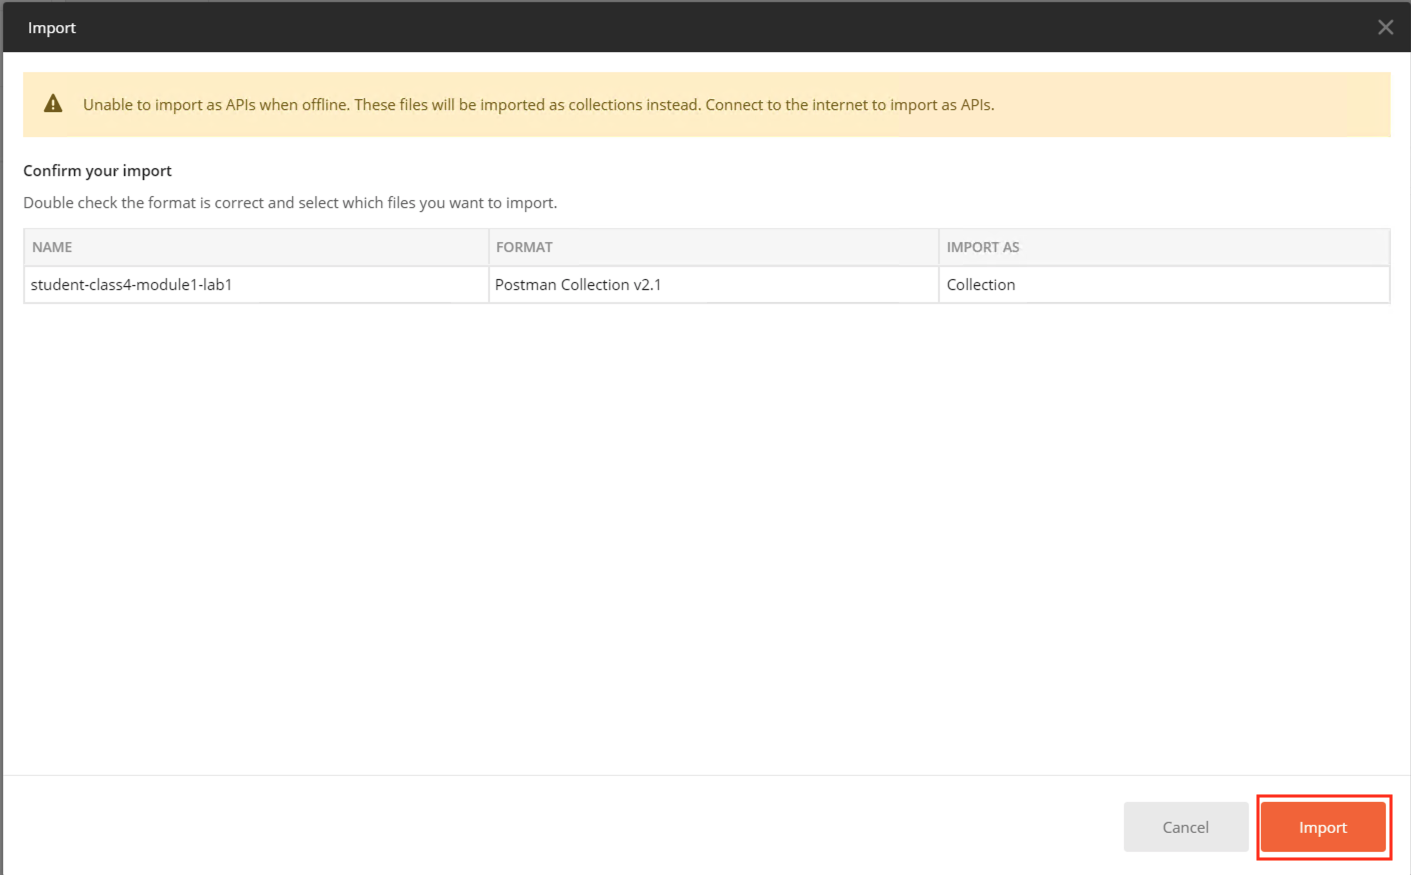 Import
Unable to import as APIs when offline. These files will be imported as collections instead. Connect to the internet to import as APIs.
Confirm your import
Double check the format is correct and select which files you want to import.
NAME FORMAT IMPORT AS
student-class4-module1-lab1 Postman Collection v2.1 Collection
Cancel Import